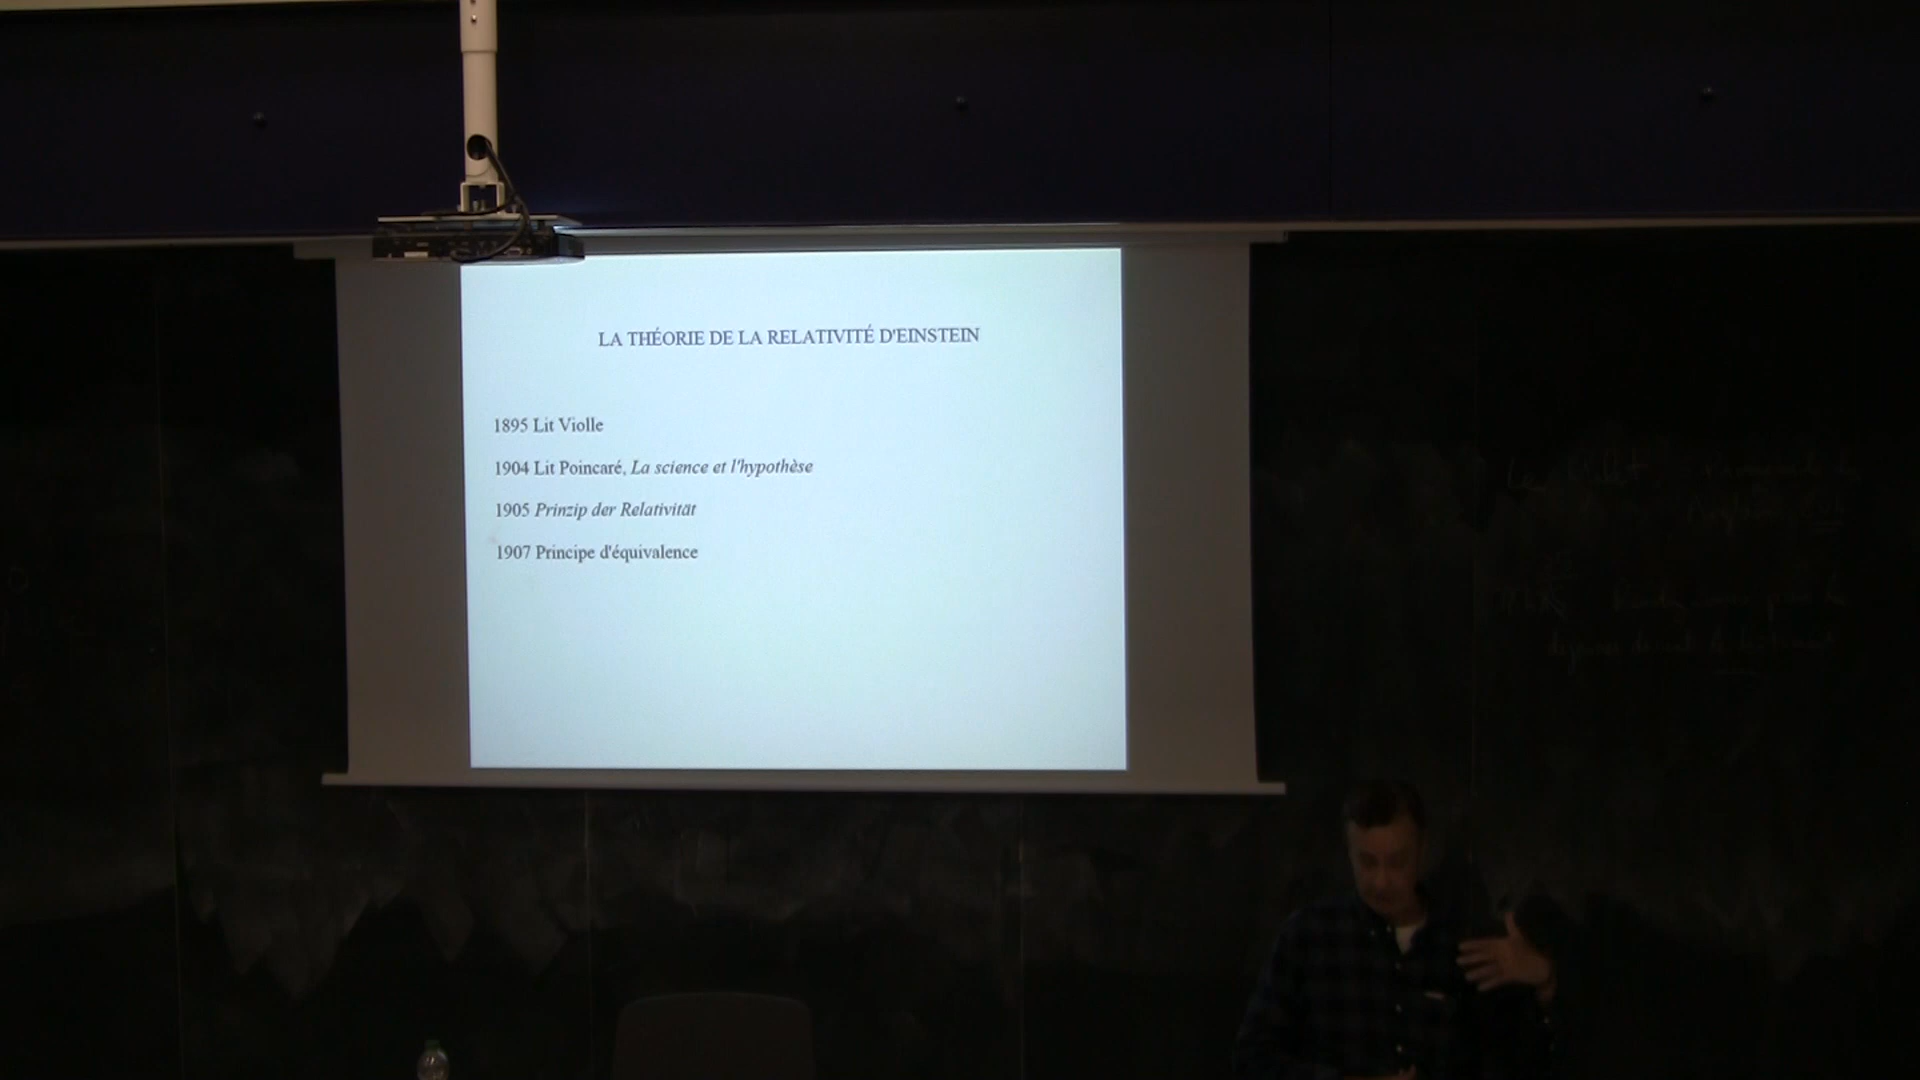 LA THÉORIE DE LA RELATIVITÉ D'EINSTEIN
1895 Lit Violle
1904 Lit Poincaré, La science et l'hypothèse
1905 Prinzip der Relativität
1907 Principe d'équivalence